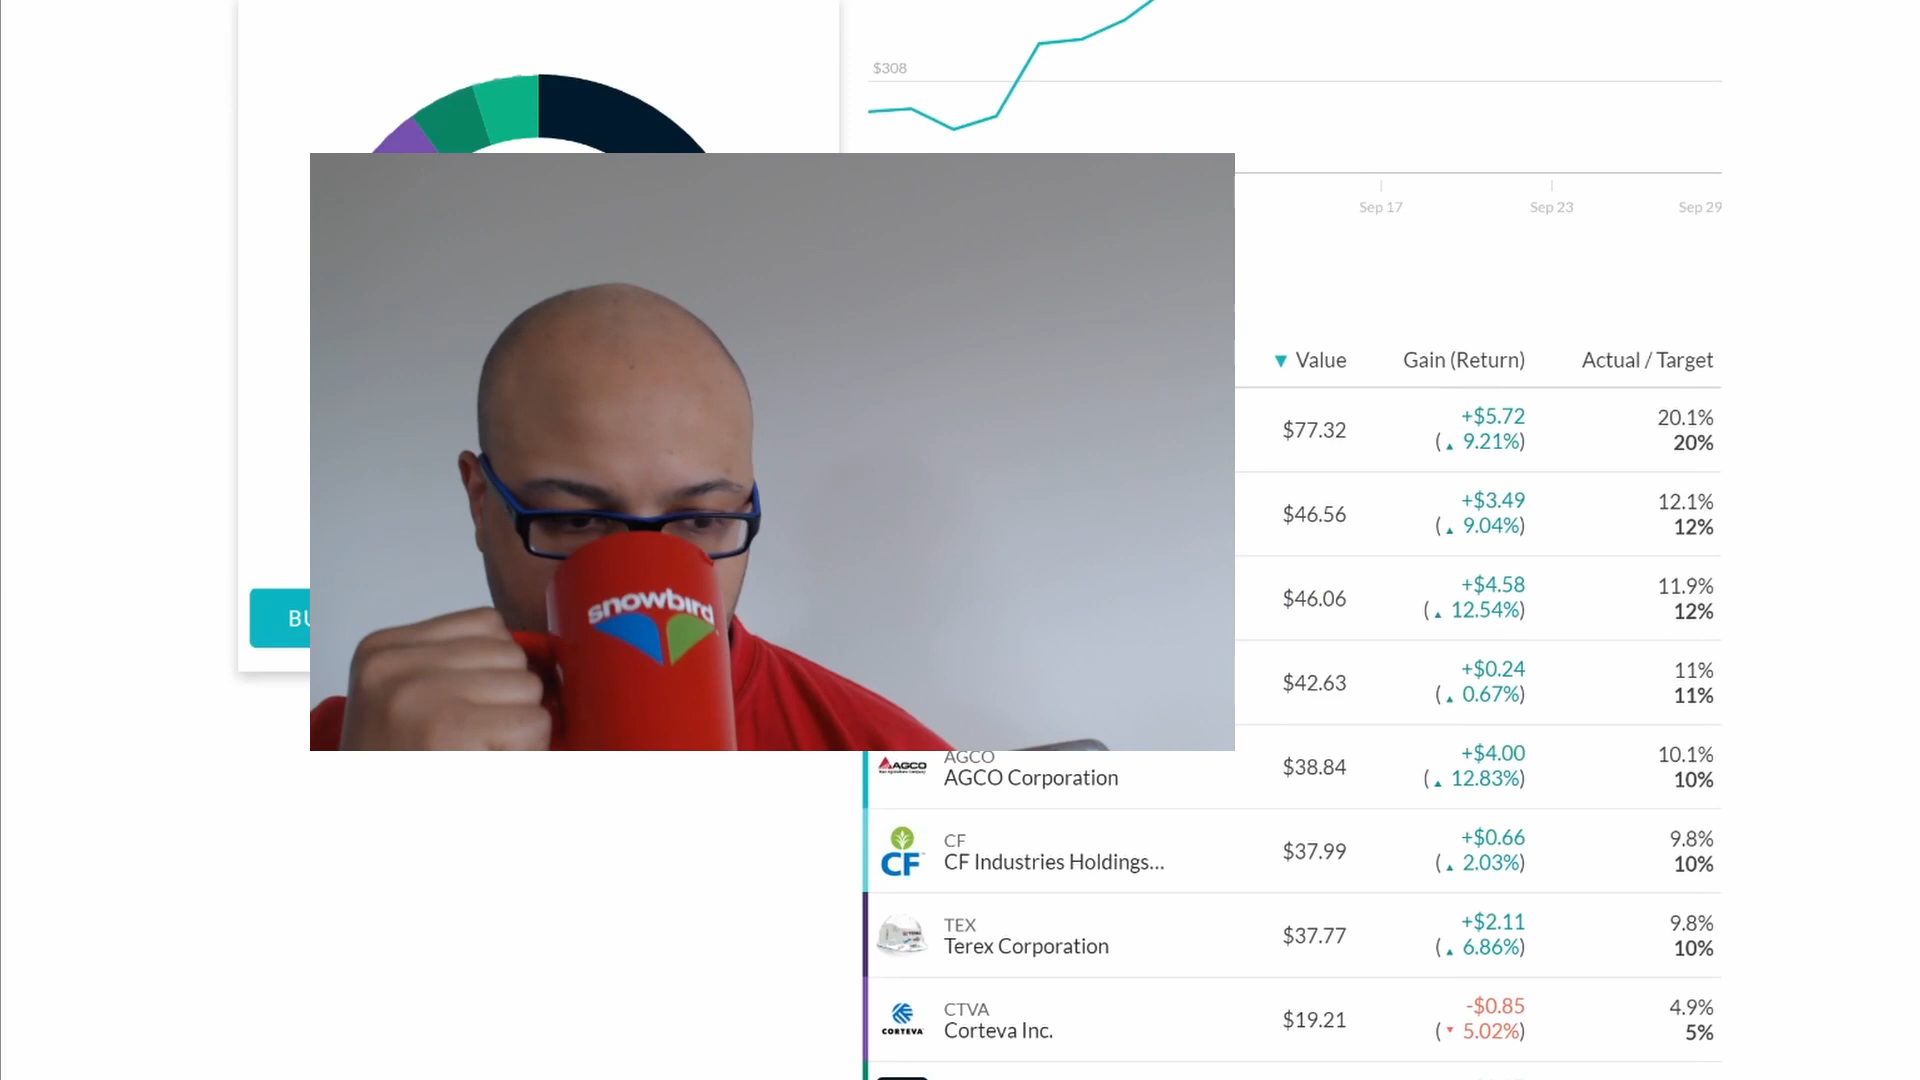 $308
Sep 17 Sep 23 Sep 29
▼ Value Gain (Return) Actual / Target
$77.32 +$5.72 20.1%
(▲ 9.21%) 20%
$46.56 +$3.49 12.1%
(▲ 9.04%) 12%
$46.06 +$4.58 11.9%
(▲ 12.54%) 12%
BU
snowbird
$42.63 +$0.24 11%
(▲ 0.67%) 11%
AGCO
AGCO
AGCO Corporation $38.84 +$4.00 10.1%
(▲ 12.83%) 10%
CF
CF
CF Industries Holdings... $37.99 +$0.66 9.8%
(▲ 2.03%) 10%
TEX
Terex Corporation $37.77 +$2.11 9.8%
(▲ 6.86%) 10%
CTVA
CORTEVA
Corteva Inc. $19.21 -$0.85 4.9%
(▼ 5.02%) 5%